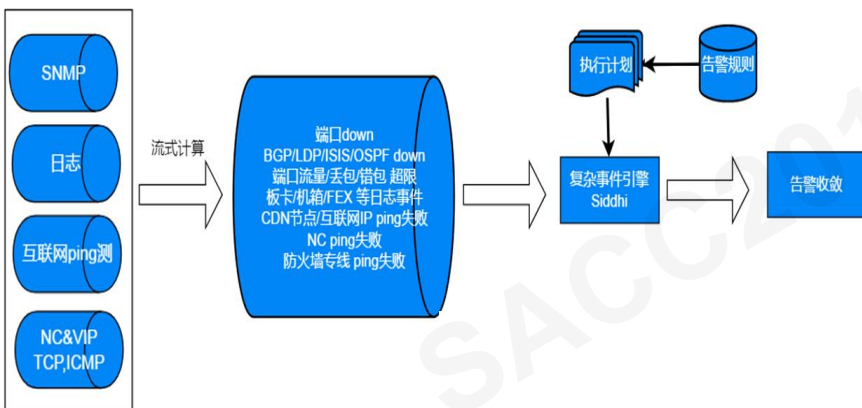 SNMP
日志
互联网ping测
NC&VIP
TCP,ICMP
流式计算
端口down
BGP/LDP/ISIS/OSPF down
端口流量/丢包/错包 超限
板卡/机箱/FEX 等日志事件
CDN节点/互联网IP ping失败
NC ping失败
防火墙专线 ping失败
执行计划
告警规则
复杂事件引擎
Siddhi
告警收敛
SACC201